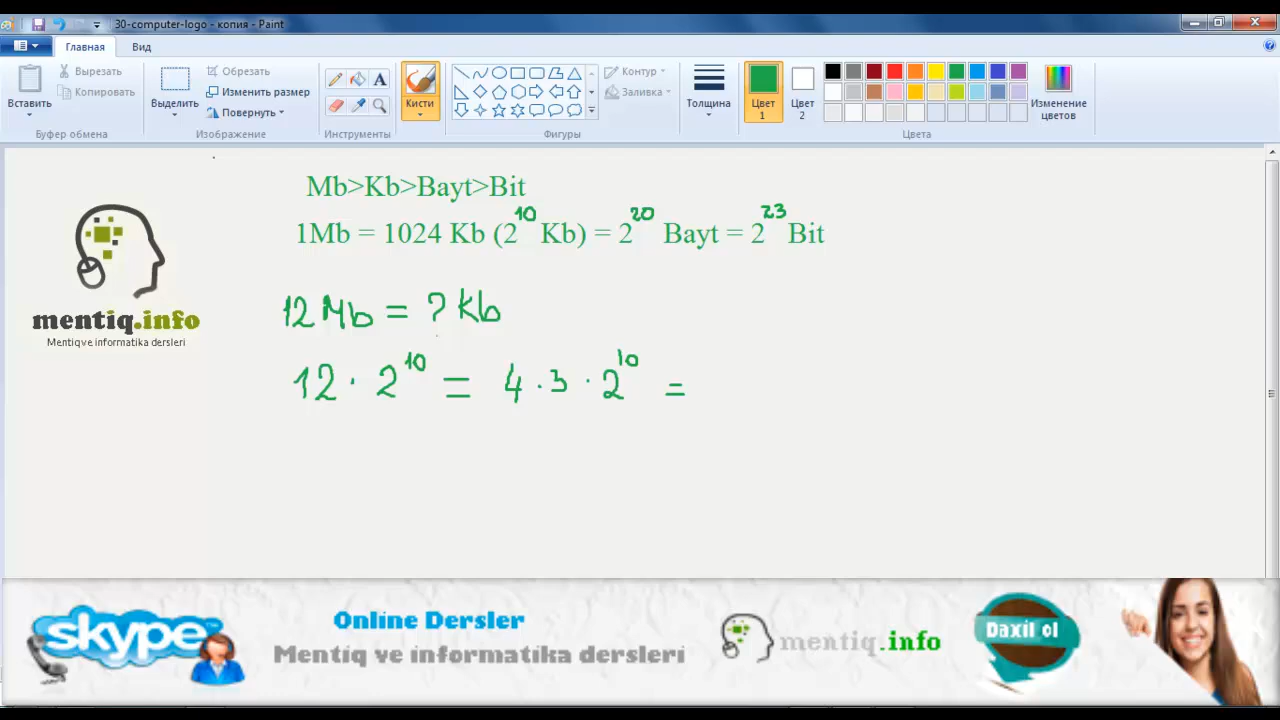 30-computer-logo - копия - Paint
Главная Вид
Вставить
Вырезать
Копировать
Буфер обмена
Выделить
Обрезать
Изменить размер
Повернуть
Изображение
A
Инструменты
Кисти
Контур
Заливка
Фигуры
Толщина
Цвет 1
Цвет 2
Изменение цветов
Цвета
mentiq.info
Mentiqve informatika dersleri
Mb>Kb>Bayt>Bit
1Mb = 1024 Kb (2^10 Kb) = 2^20 Bayt = 2^23 Bit
12 Mb = ? Kb
12 · 2^10 = 4 · 3 · 2^10 =
skype
Online Dersler
Mentiq ve informatika dersleri
mentiq.info
Daxil ol